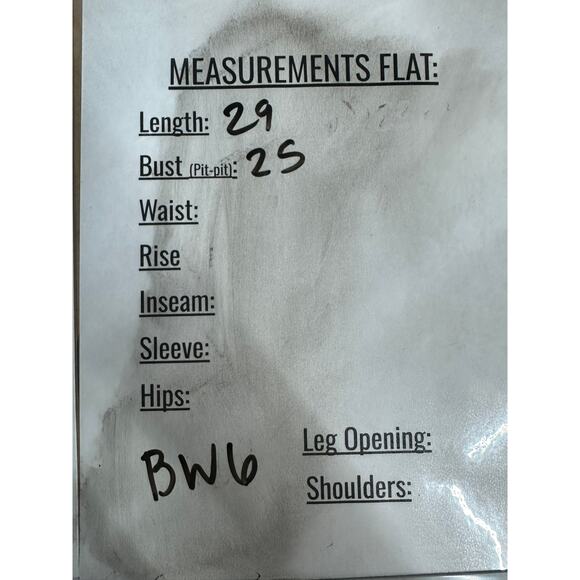 MEASUREMENTS FLAT:
Length: 29
Bust (Pit-pit): 25
Waist:
Rise
Inseam:
Sleeve:
Hips:
Leg Opening:
BW6
Shoulders: